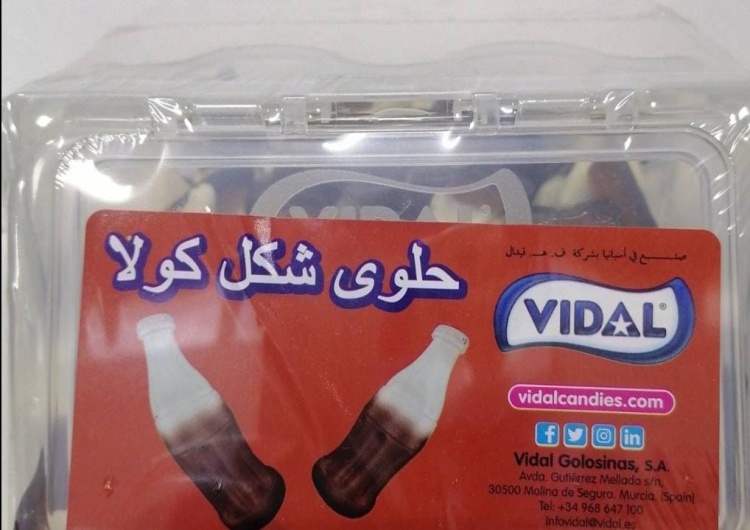 VIDAL
حلوى شكل كولا
صنع في أسبانيا بشركة ف. هـ. فيدال
VIDAL®
vidalcandies.com
Vidal Golosinas, S.A.
Avda. Gutiérrez Mellado s/n,
30500 Molina de Segura. Murcia. (Spain)
Tel: +34 968 647 100
infovidal@vidal.es